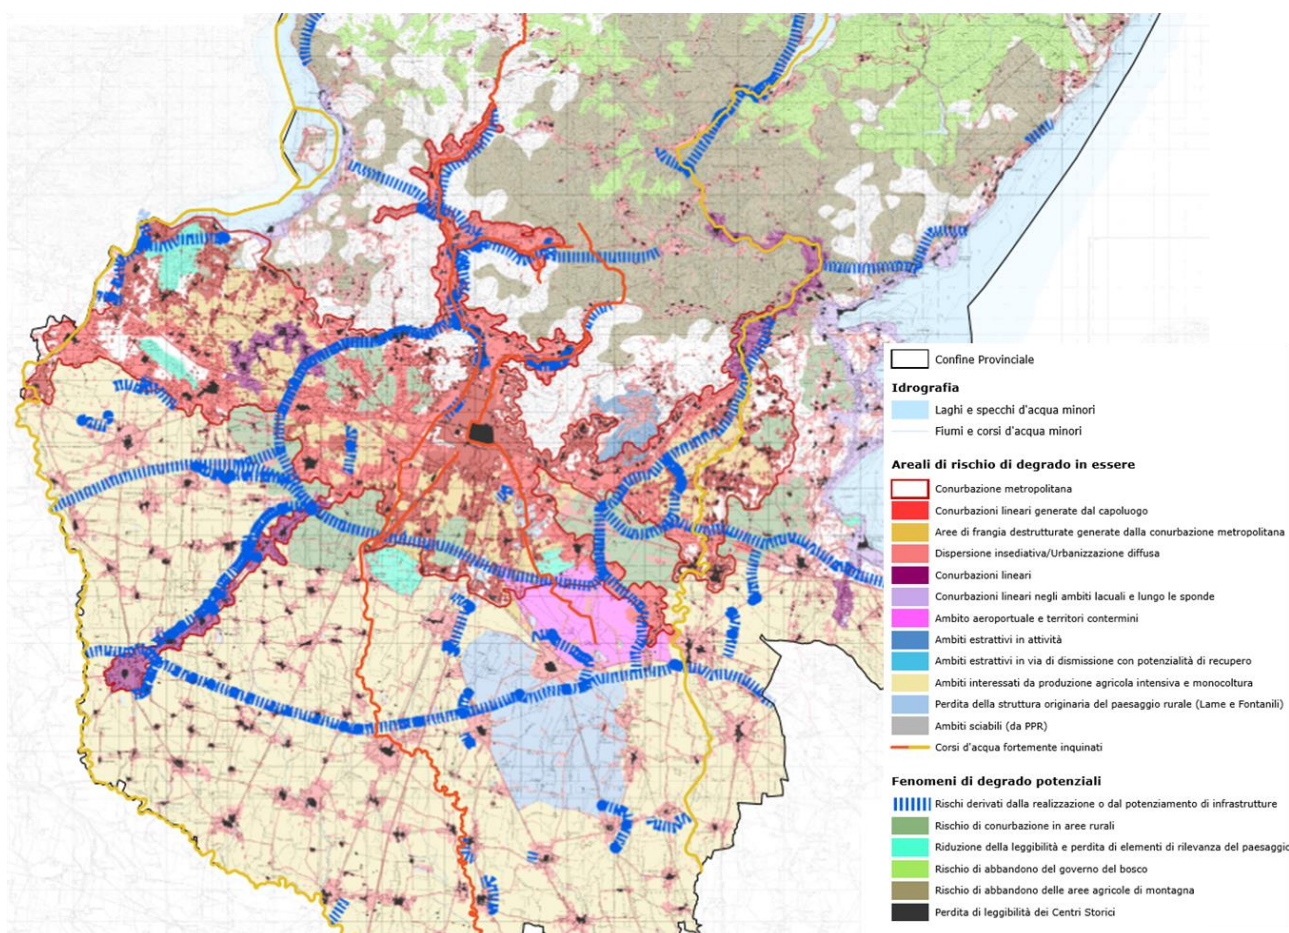 Confine Provinciale
Idrografia
Laghi e specchi d'acqua minori
Fiumi e corsi d'acqua minori
Areali di rischio di degrado in essere
Conurbazione metropolitana
Conurbazioni lineari generate dal capoluogo
Aree di frangia destrutturate generate dalla conurbazione metropolitana
Dispersione insediativa/Urbanizzazione diffusa
Conurbazioni lineari
Conurbazioni lineari negli ambiti lacuali e lungo le sponde
Ambito aeroportuale e territori contermini
Ambiti estrattivi in attività
Ambiti estrattivi in via di dismissione con potenzialità di recupero
Ambiti interessati da produzione agricola intensiva e monocoltura
Perdita della struttura originaria del paesaggio rurale (Lame e Fontanili)
Ambiti sciabili (da PPR)
Corsi d'acqua fortemente inquinati
Fenomeni di degrado potenziali
Rischi derivati dalla realizzazione o dal potenziamento di infrastrutture
Rischio di conurbazione in aree rurali
Riduzione della leggibilità e perdita di elementi di rilevanza del paesaggio
Rischio di abbandono del governo del bosco
Rischio di abbandono delle aree agricole di montagna
Perdita di leggibilità dei Centri Storici